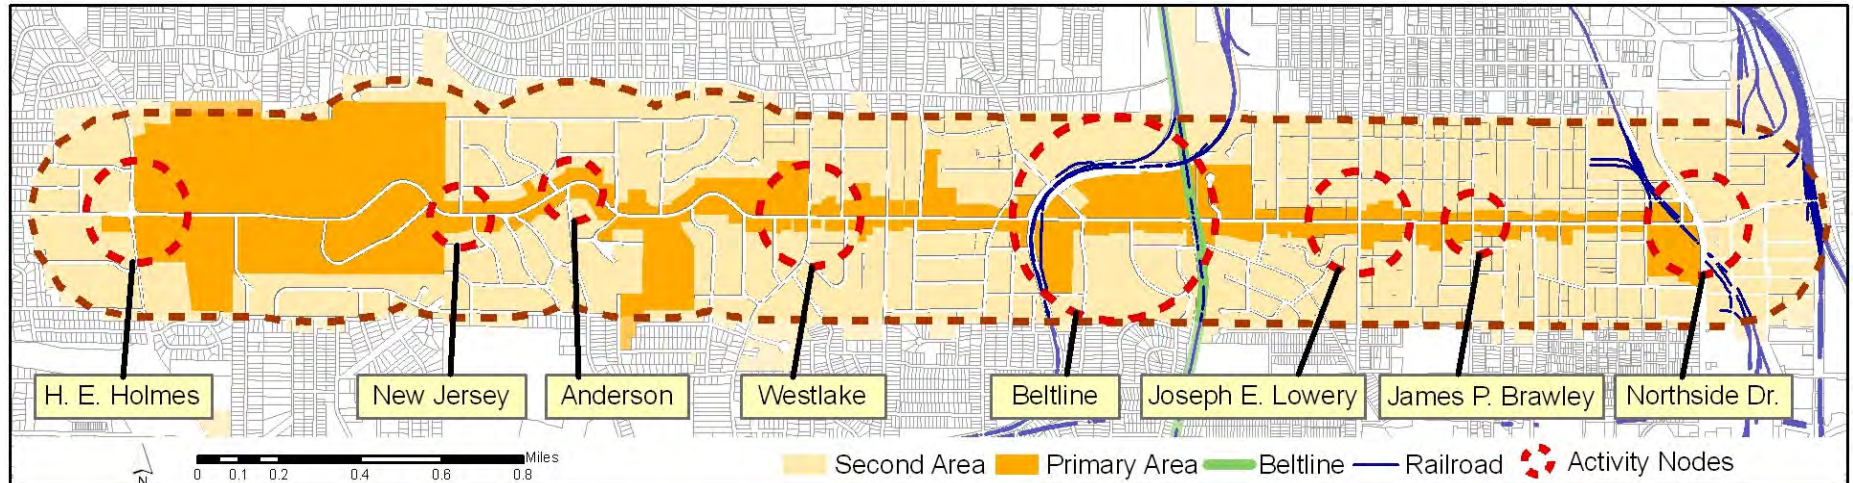 H. E. Holmes
New Jersey
Anderson
Westlake
Beltline
Joseph E. Lowery
James P. Brawley
Northside Dr.
N
Miles
0 0.1 0.2 0.4 0.6 0.8
Second Area
Primary Area
Beltline
Railroad
Activity Nodes